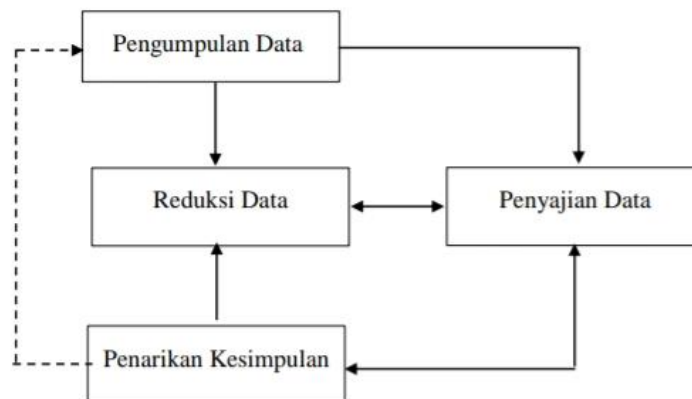 Pengumpulan Data
Reduksi Data
Penyajian Data
Penarikan Kesimpulan